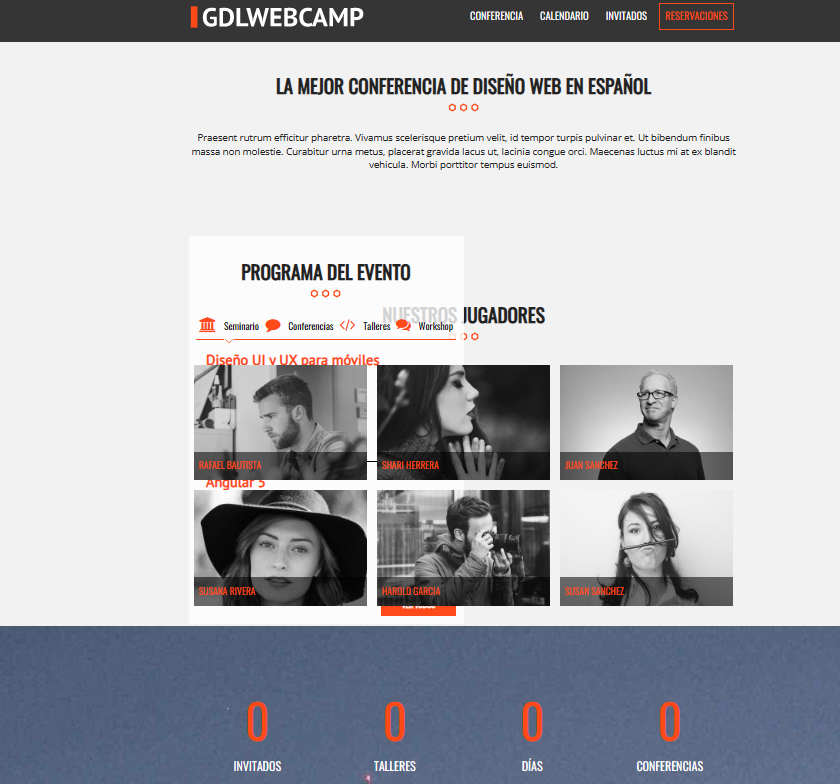 GDLWEBCAMP
CONFERENCIA CALENDARIO INVITADOS RESERVACIONES
LA MEJOR CONFERENCIA DE DISEÑO WEB EN ESPAÑOL
Praesent rutrum efficitur pharetra. Vivamus scelerisque pretium velit, id tempor turpis pulvinar et. Ut bibendum finibus
massa non molestie. Curabitur urna metus, placerat gravida lacus ut, lacinia congue orci. Maecenas luctus mi at ex blandit
vehicula. Morbi porttitor tempus euismod.
PROGRAMA DEL EVENTO
NUESTROS JUGADORES
Seminario Conferencias Talleres Workshop
Diseño UI y UX para móviles
RAFAEL BAUTISTA SHARI HERRERA JUAN SANCHEZ
Angular 5
SUSANA RIVERA HAROLD GARCIA SUSAN SANCHEZ
0 0 0 0
INVITADOS TALLERES DÍAS CONFERENCIAS